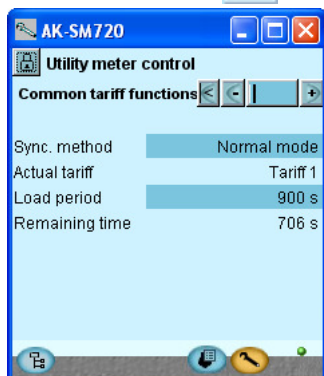 AK-SM720
Utility meter control
Common tariff functions < - +
Sync. method Normal mode
Actual tariff Tariff 1
Load period 900 s
Remaining time 706 s